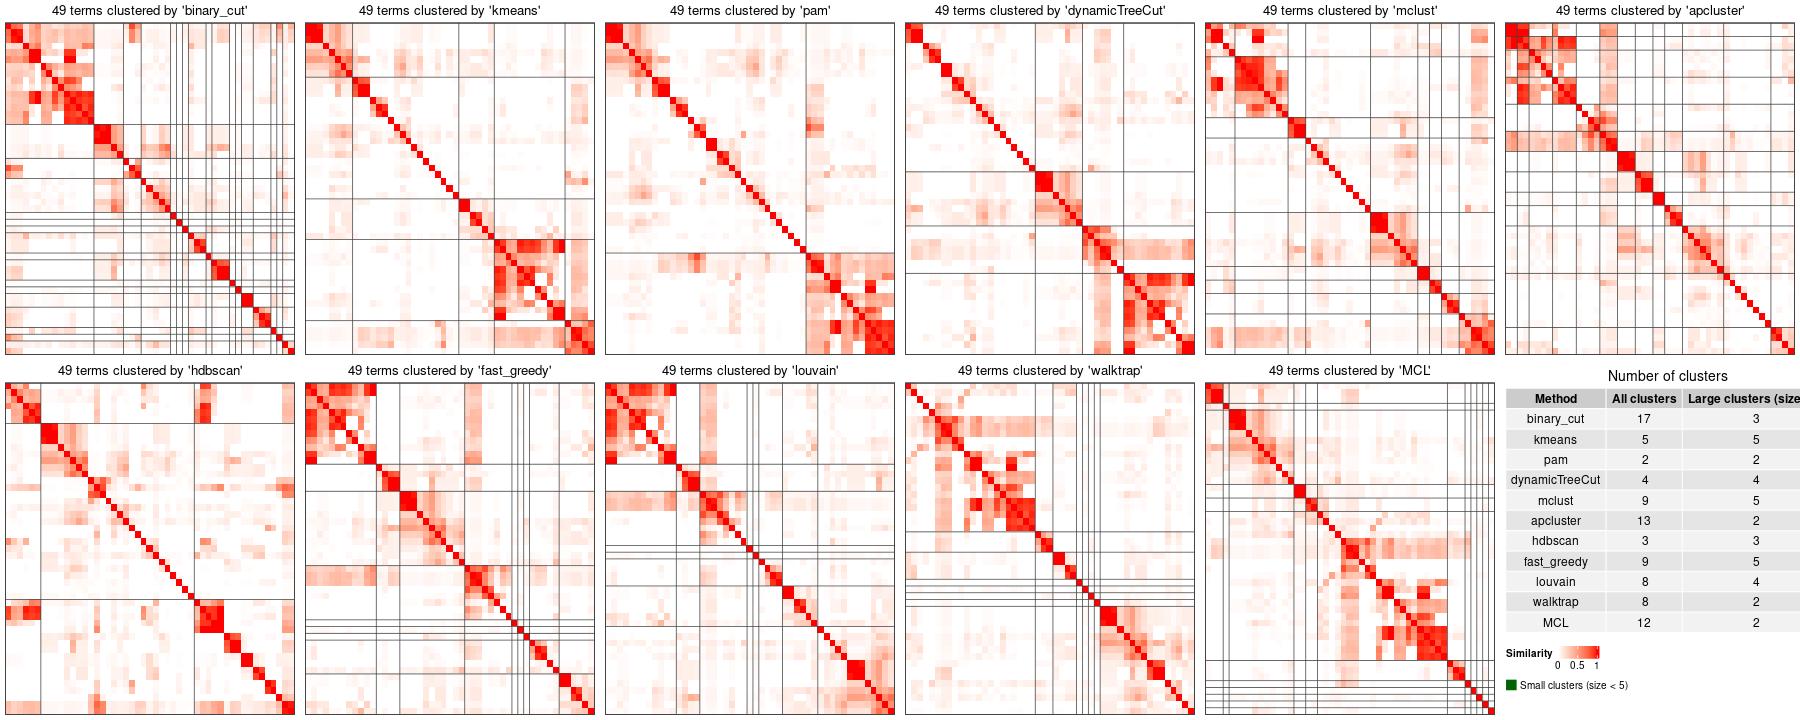 49 terms clustered by 'binary_cut'
49 terms clustered by 'kmeans'
49 terms clustered by 'pam'
49 terms clustered by 'dynamicTreeCut'
49 terms clustered by 'mclust'
49 terms clustered by 'apcluster'
49 terms clustered by 'hdbscan'
49 terms clustered by 'fast_greedy'
49 terms clustered by 'louvain'
49 terms clustered by 'walktrap'
49 terms clustered by 'MCL'
Number of clusters
Method All clusters Large clusters (size
binary_cut 17 3
kmeans 5 5
pam 2 2
dynamicTreeCut 4 4
mclust 9 5
apcluster 13 2
hdbscan 3 3
fast_greedy 9 5
louvain 8 4
walktrap 8 2
MCL 12 2
Similarity
0 0.5 1
Small clusters (size < 5)